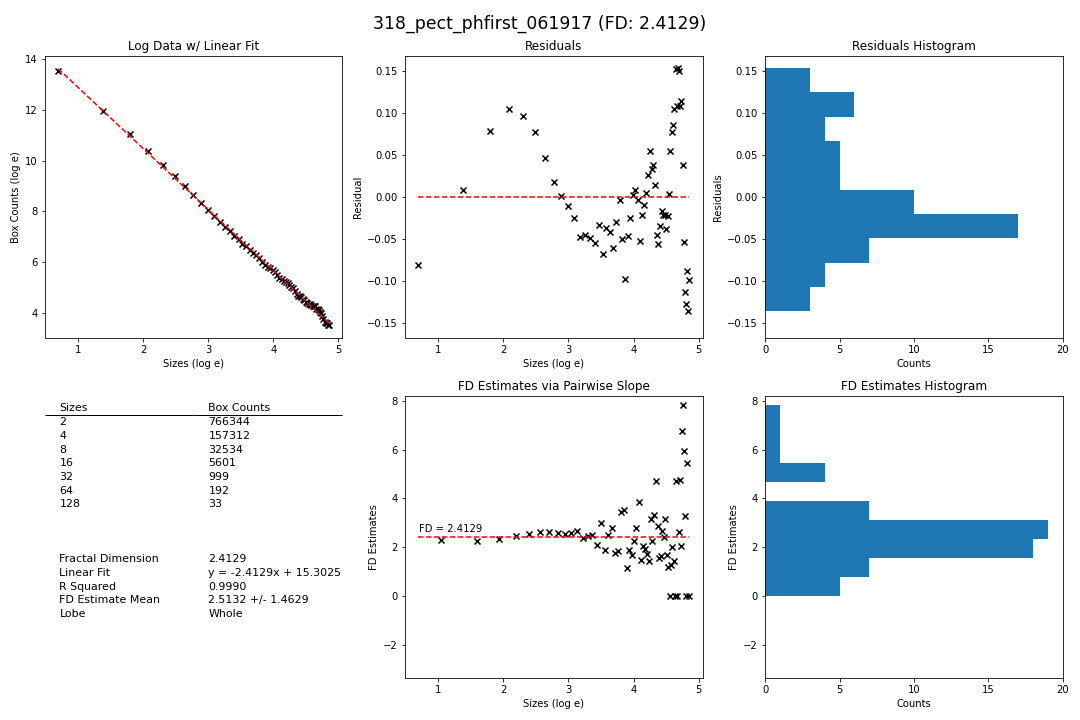 318_pect_phfirst_061917 (FD: 2.4129)
Log Data w/ Linear Fit
Box Counts (log e)
14
12
10
8
6
4
1 2 3 4 5
Sizes (log e)
Residuals
Residual
0.15
0.10
0.05
0.00
−0.05
−0.10
−0.15
1 2 3 4 5
Sizes (log e)
Residuals Histogram
Residuals
0.15
0.10
0.05
0.00
−0.05
−0.10
−0.15
0 5 10 15 20
Counts
Sizes Box Counts
2 766344
4 157312
8 32534
16 5601
32 999
64 192
128 33
Fractal Dimension 2.4129
Linear Fit y = -2.4129x + 15.3025
R Squared 0.9990
FD Estimate Mean 2.5132 +/- 1.4629
Lobe Whole
FD Estimates via Pairwise Slope
FD Estimates
8
6
4
2
0
−2
FD = 2.4129
1 2 3 4 5
Sizes (log e)
FD Estimates Histogram
FD Estimates
8
6
4
2
0
−2
0 5 10 15 20
Counts